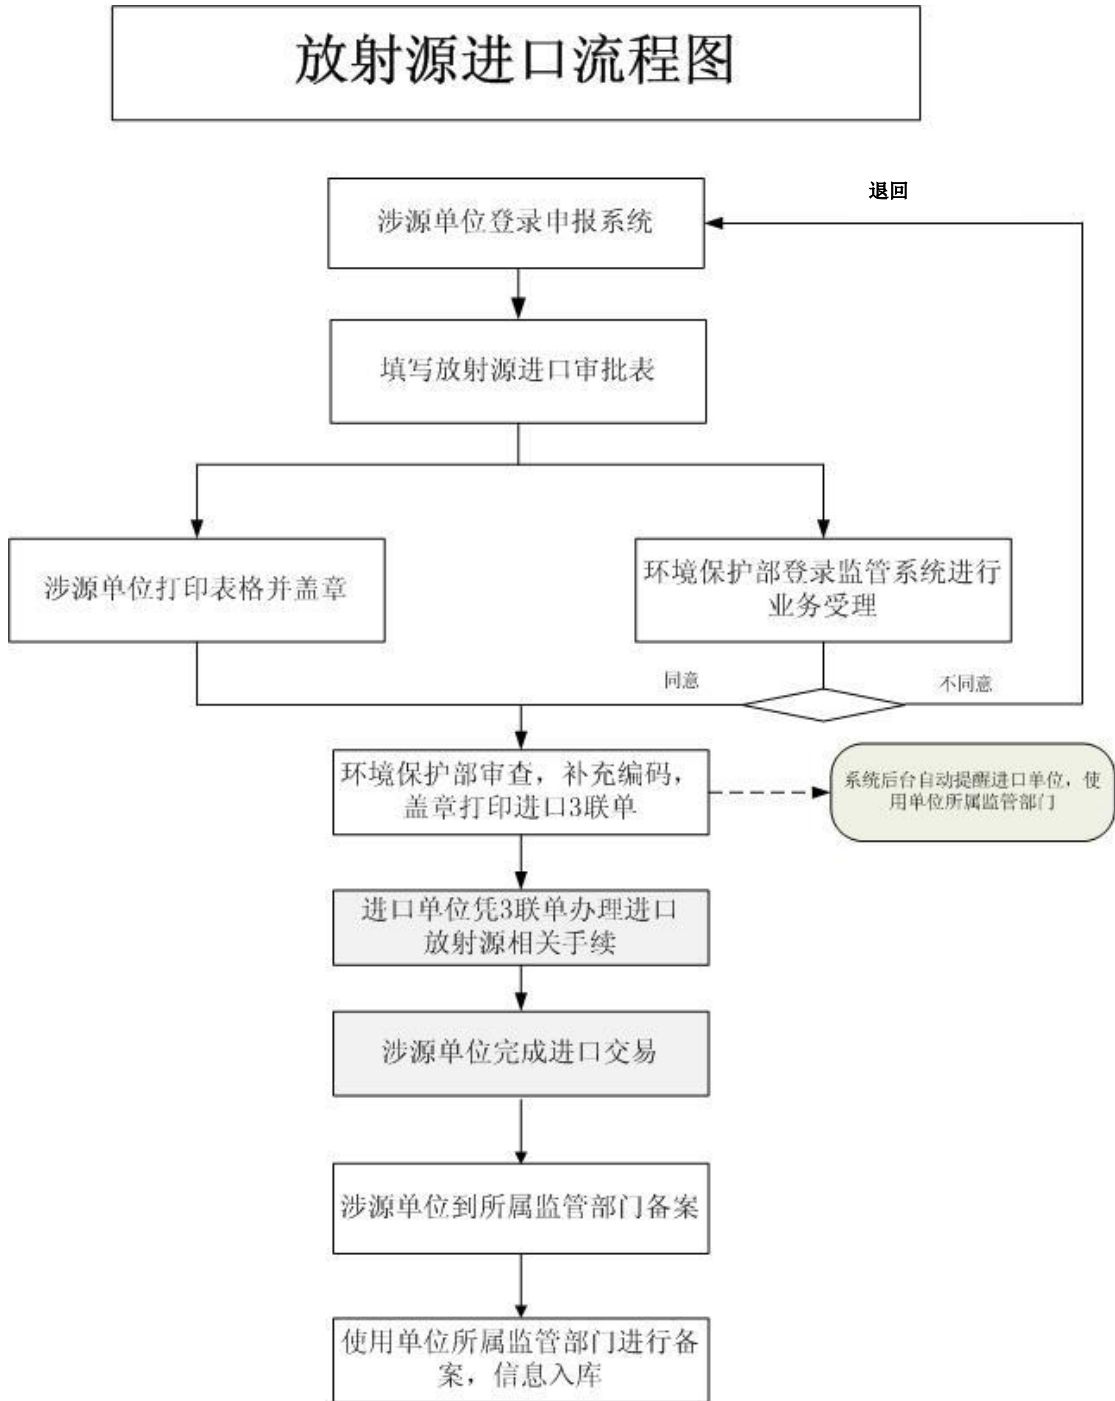 放射源进口流程图
退回
涉源单位登录申报系统
填写放射源进口审批表
涉源单位打印表格并盖章
环境保护部登录监管系统进行
业务受理
同意
不同意
环境保护部审查，补充编码，
盖章打印进口3联单
系统后台自动提醒进口单位，使
用单位所属监管部门
进口单位凭3联单办理进口
放射源相关手续
涉源单位完成进口交易
涉源单位到所属监管部门备案
使用单位所属监管部门进行备
案，信息入库